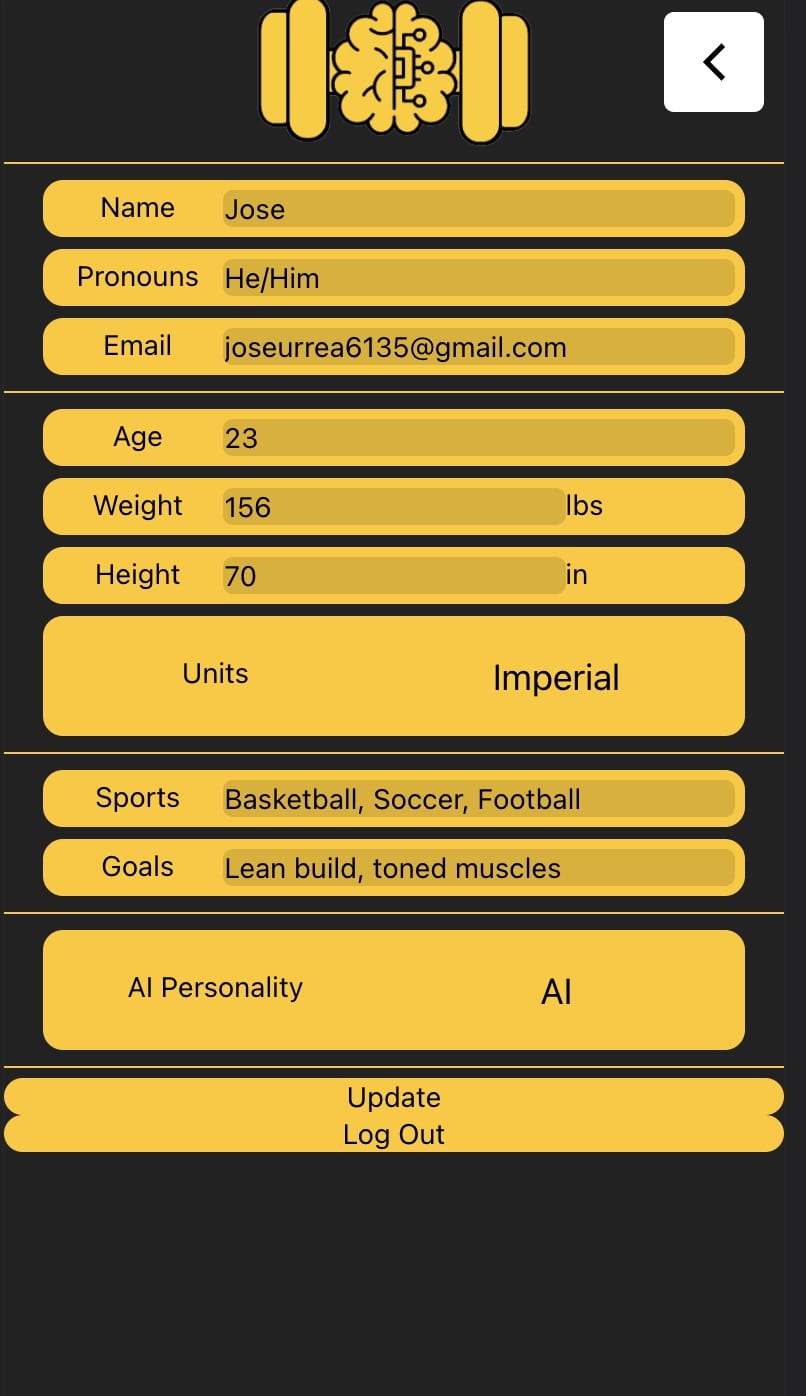 Name Jose
Pronouns He/Him
Email joseurrea6135@gmail.com
Age 23
Weight 156 lbs
Height 70 in
Units Imperial
Sports Basketball, Soccer, Football
Goals Lean build, toned muscles
AI Personality AI
Update
Log Out